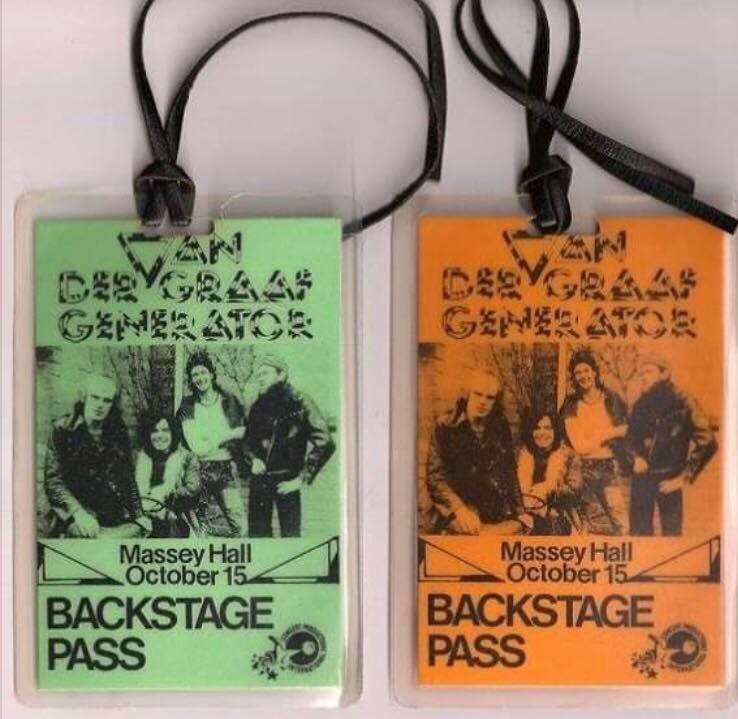 VAN
DER GRAAF
GENERATOR
Massey Hall
October 15
BACKSTAGE
PASS
VAN
DER GRAAF
GENERATOR
Massey Hall
October 15
BACKSTAGE
PASS